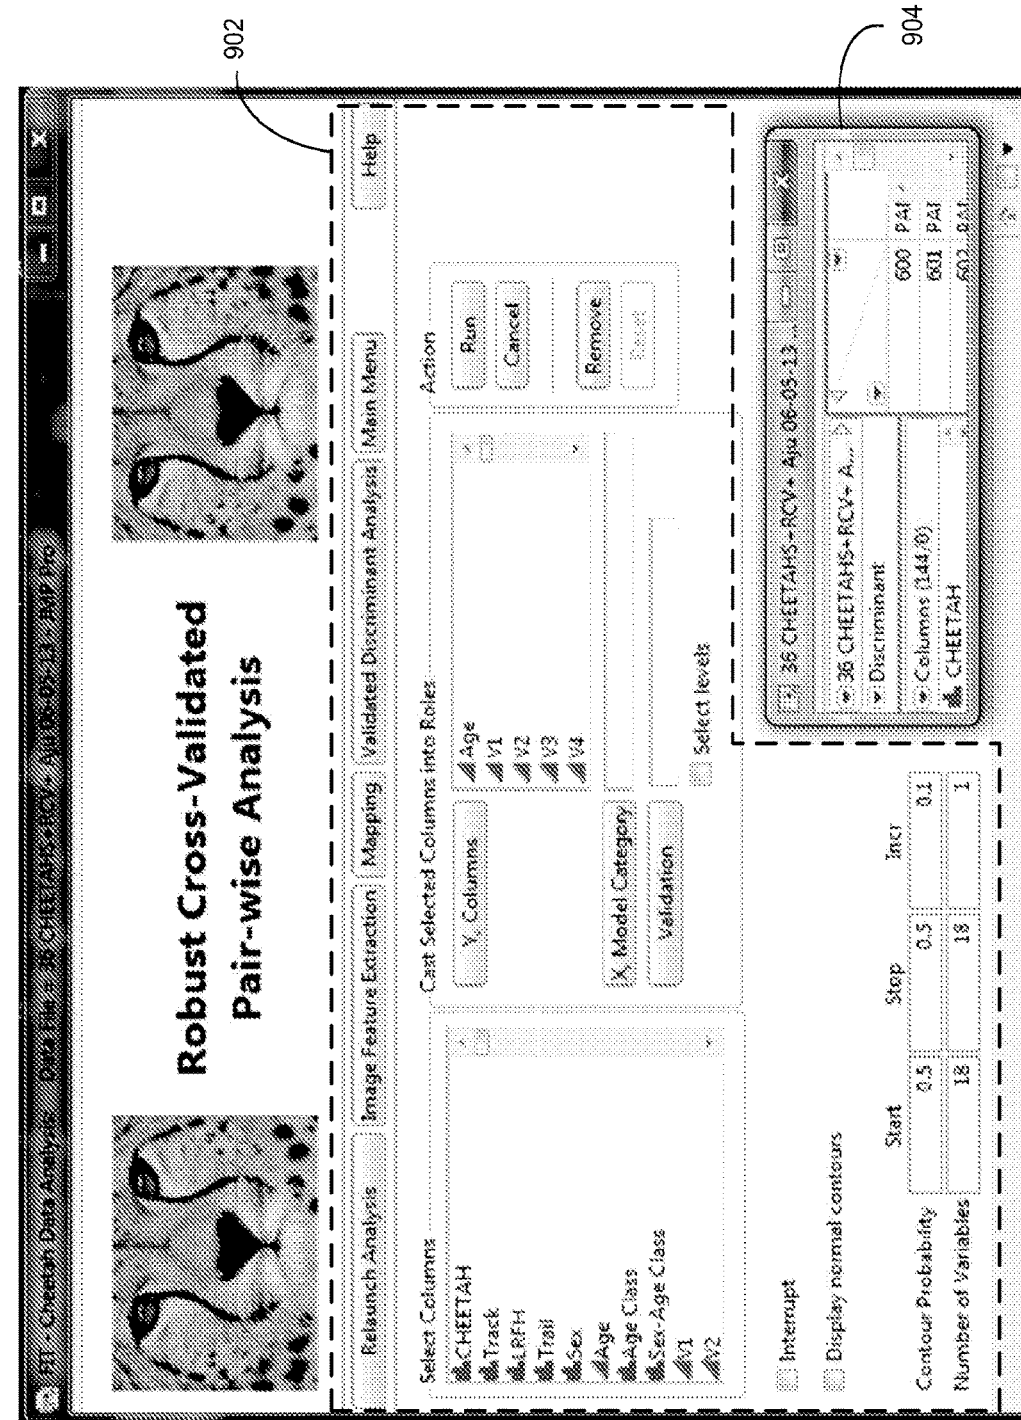 FIT - Cheetah Data Analysis Data File = 36 CHEETAHS+RCV+ Aju 06-05-13 - JMP Pro
Robust Cross-Validated
Pair-wise Analysis
902
Relaunch Analysis Image Feature Extraction Mapping Validated Discriminant Analysis Main Menu Help
Select Columns
CHEETAH
Track
LRFH
Trail
Sex
Age
Age Class
Sex-Age Class
V1
V2
Cast Selected Columns into Roles
Y, Columns
Age
V1
V2
V3
V4
X, Model Category
Validation
Select levels
Action
Run
Cancel
Remove
Reset
Interrupt
Display normal contours
Start Stop Incr
Contour Probability 0.5 0.5 0.1
Number of Variables 18 18 1
36 CHEETAHS+RCV+ Aju 06-05-13 ...
36 CHEETAHS+RCV+ A...
Discriminant
Columns (144/0)
CHEETAH
600 PAI
601 PAI
602 PAI
904